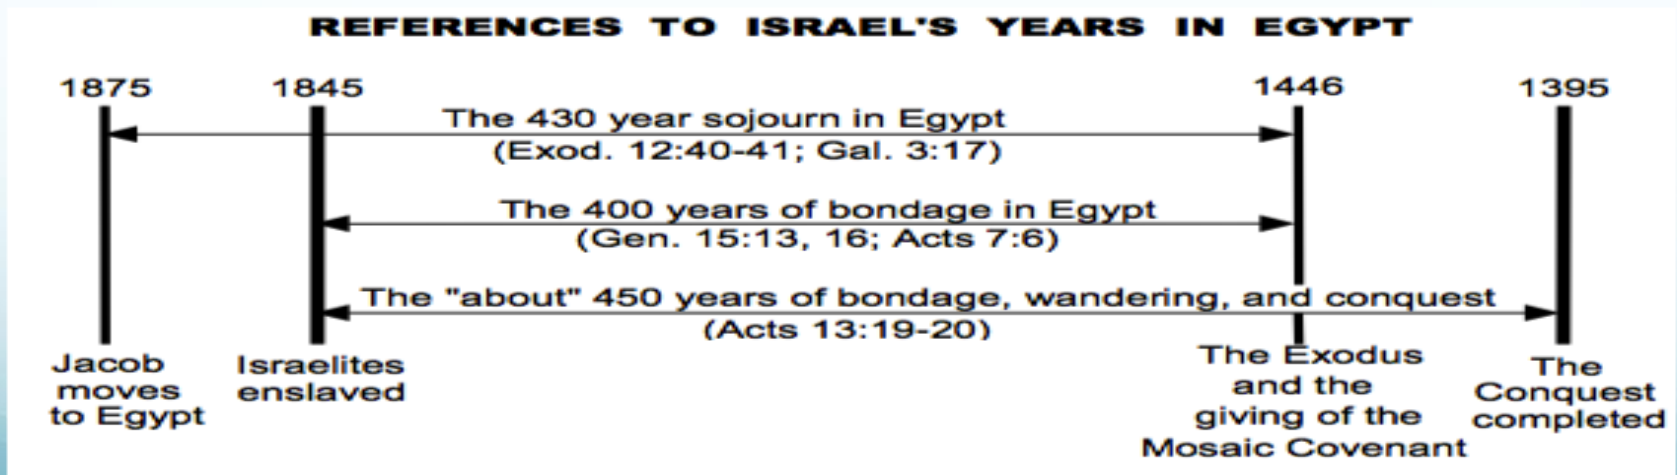 REFERENCES TO ISRAEL'S YEARS IN EGYPT
1875
1845
1446
1395
The 430 year sojourn in Egypt
(Exod. 12:40-41; Gal. 3:17)
The 400 years of bondage in Egypt
(Gen. 15:13, 16; Acts 7:6)
The "about" 450 years of bondage, wandering, and conquest
(Acts 13:19-20)
Jacob
moves
to Egypt
Israelites
enslaved
The Exodus
and the
giving of the
Mosaic Covenant
The
Conquest
completed